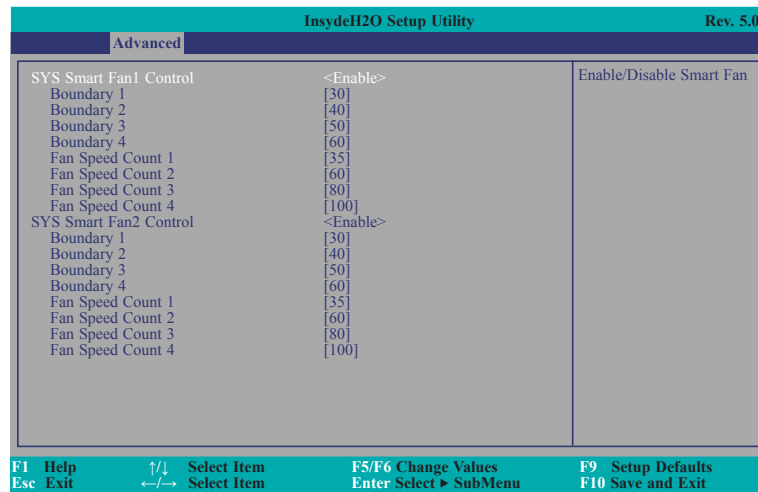 InsydeH2O Setup Utility Rev. 5.0
Advanced
SYS Smart Fan1 Control <Enable>
Boundary 1 [30]
Boundary 2 [40]
Boundary 3 [50]
Boundary 4 [60]
Fan Speed Count 1 [35]
Fan Speed Count 2 [60]
Fan Speed Count 3 [80]
Fan Speed Count 4 [100]
SYS Smart Fan2 Control <Enable>
Boundary 1 [30]
Boundary 2 [40]
Boundary 3 [50]
Boundary 4 [60]
Fan Speed Count 1 [35]
Fan Speed Count 2 [60]
Fan Speed Count 3 [80]
Fan Speed Count 4 [100]
Enable/Disable Smart Fan
F1 Help ↑/↓ Select Item F5/F6 Change Values F9 Setup Defaults
Esc Exit ←/→ Select Item Enter Select ► SubMenu F10 Save and Exit